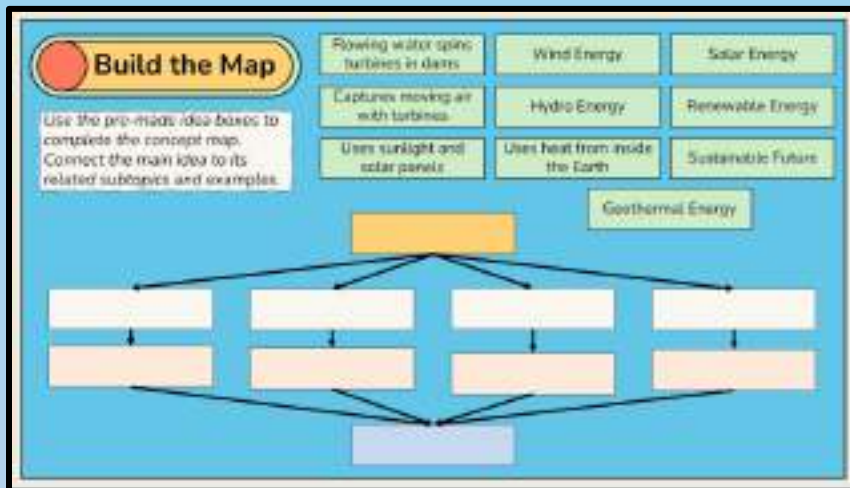 Build the Map
Use the pre-made idea boxes to
complete the concept map.
Connect the main idea to its
related subtopics and examples.
Flowing water spins
turbines in dams
Wind Energy
Solar Energy
Captures moving air
with turbines
Hydro Energy
Renewable Energy
Uses sunlight and
solar panels
Uses heat from inside
the Earth
Sustainable Future
Geothermal Energy